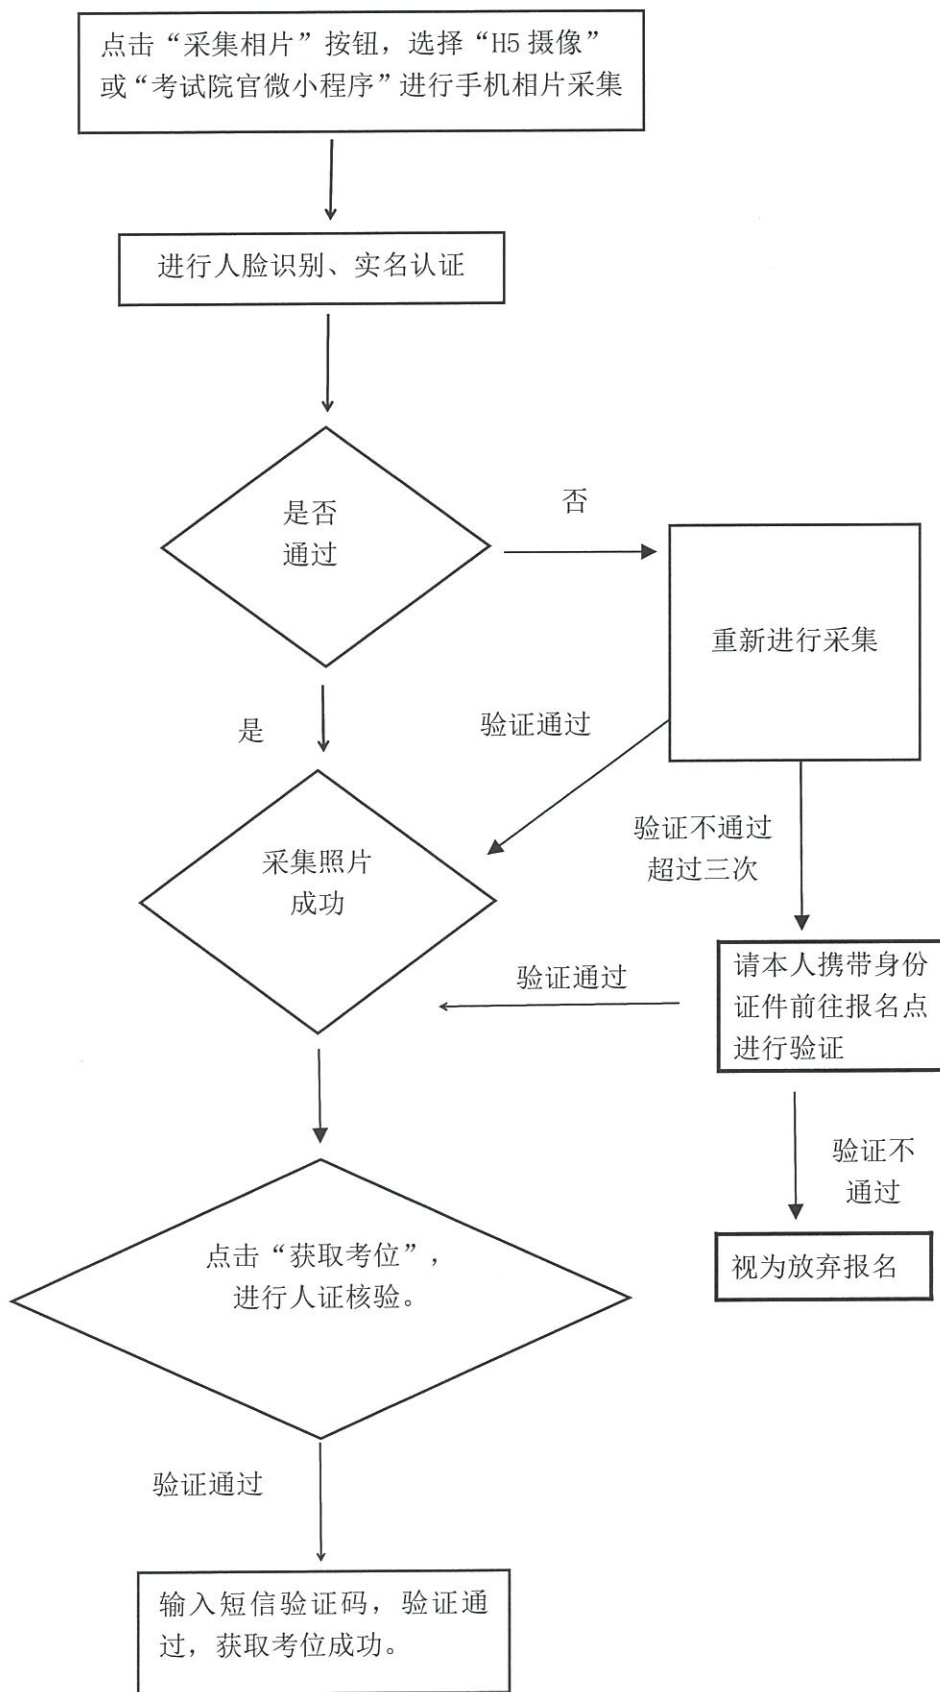 点击“采集相片”按钮，选择“H5 摄像”
或“考试院官微小程序”进行手机相片采集
进行人脸识别、实名认证
是否
通过
否
重新进行采集
是
验证通过
验证不通过
超过三次
采集照片
成功
请本人携带身份
证件前往报名点
进行验证
验证通过
验证不
通过
点击“获取考位”，
进行人证核验。
视为放弃报名
验证通过
输入短信验证码，验证通
过，获取考位成功。